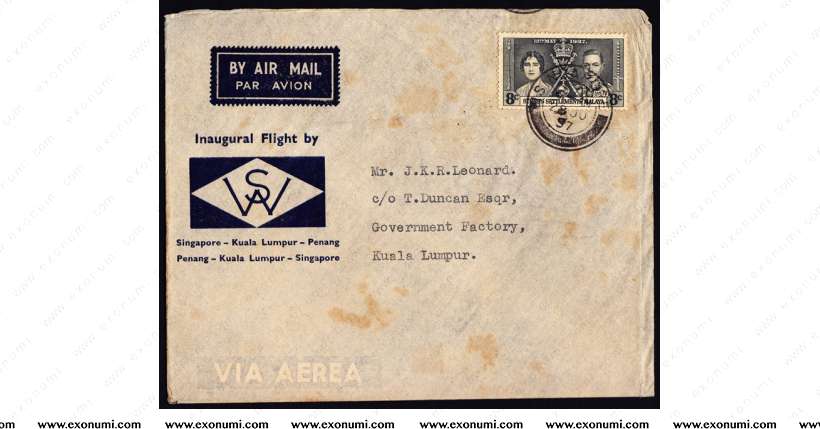 BY AIR MAIL
PAR AVION
Inaugural Flight by
WSA
Singapore – Kuala Lumpur – Penang
Penang – Kuala Lumpur – Singapore
12TH MAY 1937.
8c STRAITS SETTLEMENTS MALAYA 8c
Mr. J.K.R.Leonard.
c/o T.Duncan Esqr,
Government Factory,
Kuala Lumpur.
VIA AEREA
www.exonumi.com www.exonumi.com www.exonumi.com www.exonumi.com www.exonumi.com www.exonumi.com